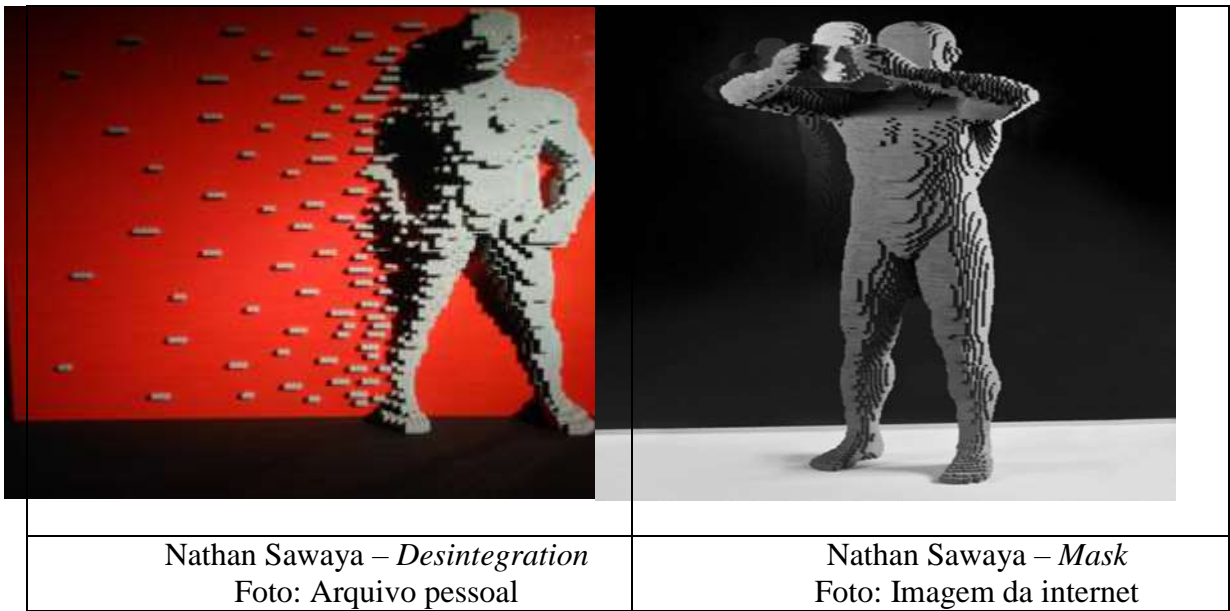 Nathan Sawaya – Desintegration
Foto: Arquivo pessoal
Nathan Sawaya – Mask
Foto: Imagem da internet